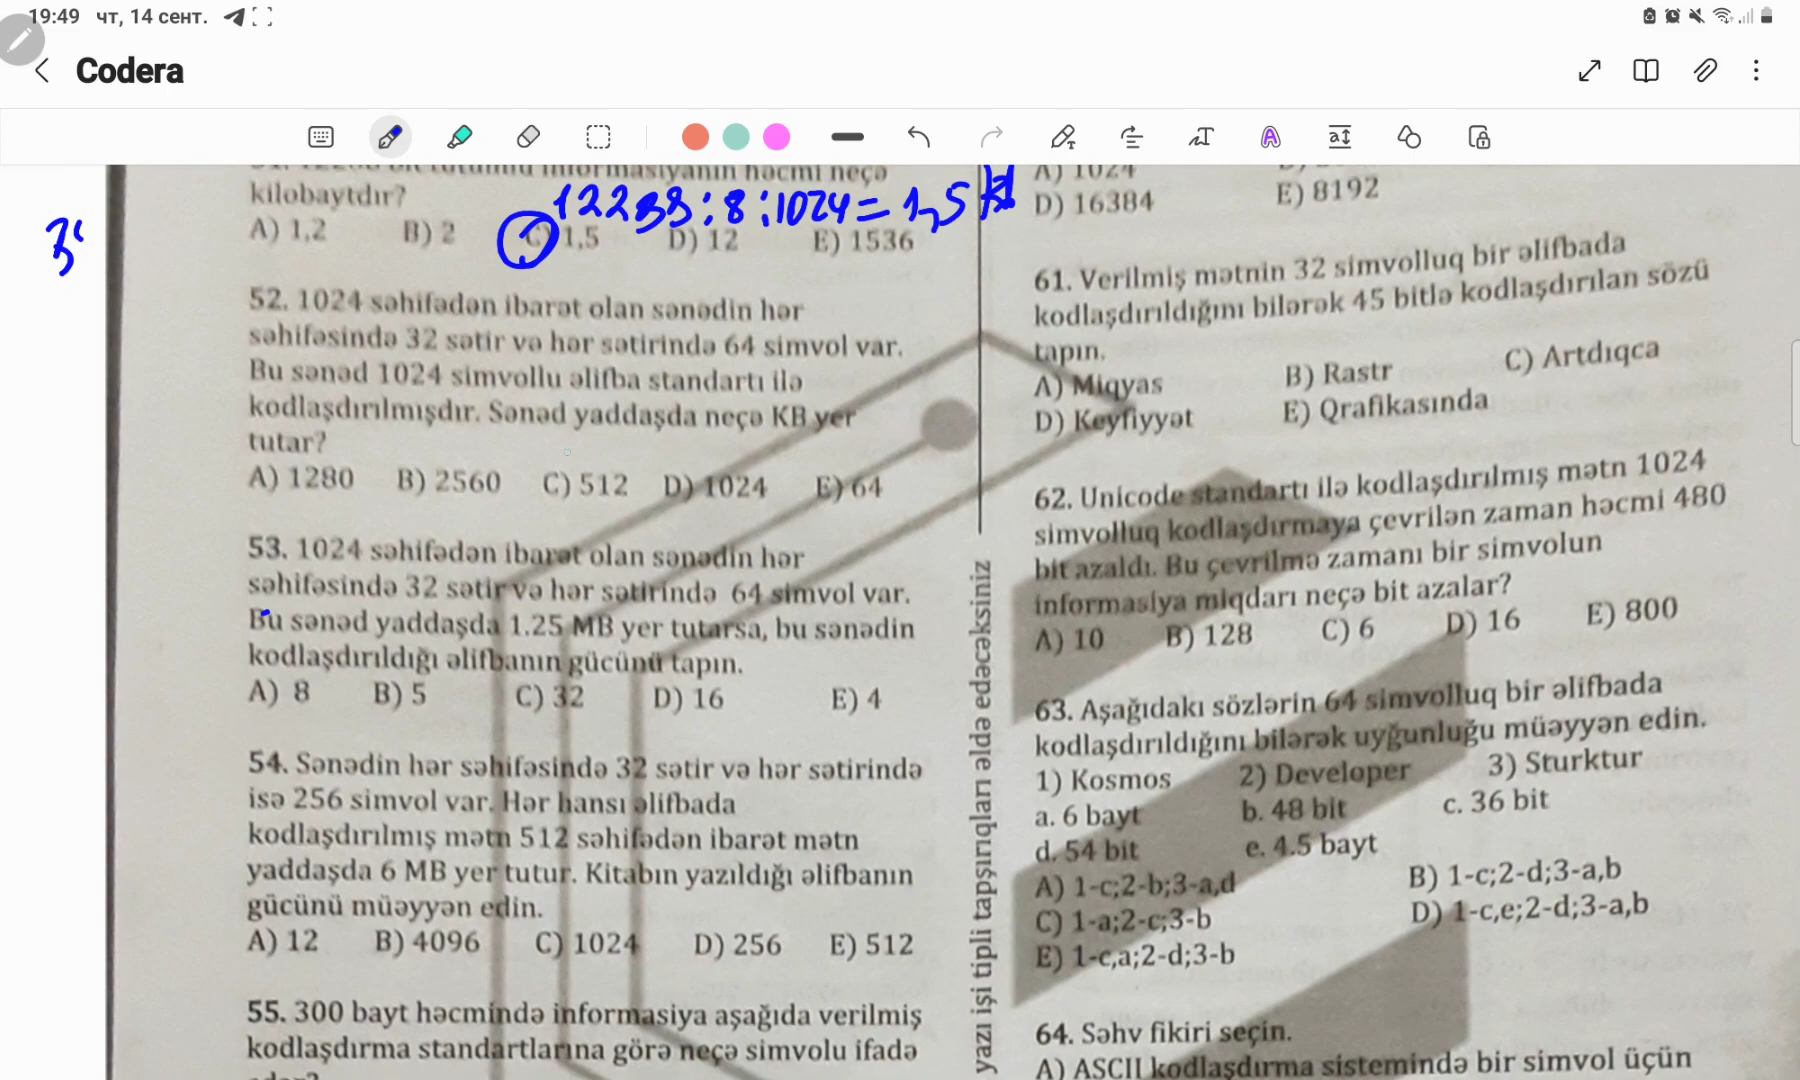 19:49 чт, 14 сент.
Codera
kilobaytdır?
12288:8:1024=1,5 kb
A) 1,2 B) 2 C) 1,5 D) 12 E) 1536
52. 1024 səhifədən ibarət olan sənədin hər
səhifəsində 32 sətir və hər sətirində 64 simvol var.
Bu sənəd 1024 simvollu əlifba standartı ilə
kodlaşdırılmışdır. Sənəd yaddaşda neçə KB yer
tutar?
A) 1280 B) 2560 C) 512 D) 1024 E) 64
53. 1024 səhifədən ibarət olan sənədin hər
səhifəsində 32 sətir və hər sətirində 64 simvol var.
Bu sənəd yaddaşda 1.25 MB yer tutarsa, bu sənədin
kodlaşdırıldığı əlifbanın gücünü tapın.
A) 8 B) 5 C) 32 D) 16 E) 4
54. Sənədin hər səhifəsində 32 sətir və hər sətirində
isə 256 simvol var. Hər hansı əlifbada
kodlaşdırılmış mətn 512 səhifədən ibarət mətn
yaddaşda 6 MB yer tutur. Kitabın yazıldığı əlifbanın
gücünü müəyyən edin.
A) 12 B) 4096 C) 1024 D) 256 E) 512
55. 300 bayt həcmində informasiya aşağıda verilmiş
kodlaşdırma standartlarına görə neçə simvolu ifadə
yazı işi tipli tapşırıqları əldə edəcəksiniz
A) 1024
D) 16384 E) 8192
61. Verilmiş mətnin 32 simvolluq bir əlifbada
kodlaşdırıldığını bilərək 45 bitlə kodlaşdırılan sözü
tapın.
A) Miqyas B) Rastr C) Artdıqca
D) Keyfiyyət E) Qrafikasında
62. Unicode standartı ilə kodlaşdırılmış mətn 1024
simvolluq kodlaşdırmaya çevrilən zaman həcmi 480
bit azaldı. Bu çevrilmə zamanı bir simvolun
informasiya miqdarı neçə bit azalar?
A) 10 B) 128 C) 6 D) 16 E) 800
63. Aşağıdakı sözlərin 64 simvolluq bir əlifbada
kodlaşdırıldığını bilərək uyğunluğu müəyyən edin.
1) Kosmos 2) Developer 3) Sturktur
a. 6 bayt b. 48 bit c. 36 bit
d. 54 bit e. 4.5 bayt
A) 1-c;2-b;3-a,d B) 1-c;2-d;3-a,b
C) 1-a;2-c;3-b D) 1-c,e;2-d;3-a,b
E) 1-c,a;2-d;3-b
64. Səhv fikiri seçin.
A) ASCII kodlaşdırma sistemində bir simvol üçün